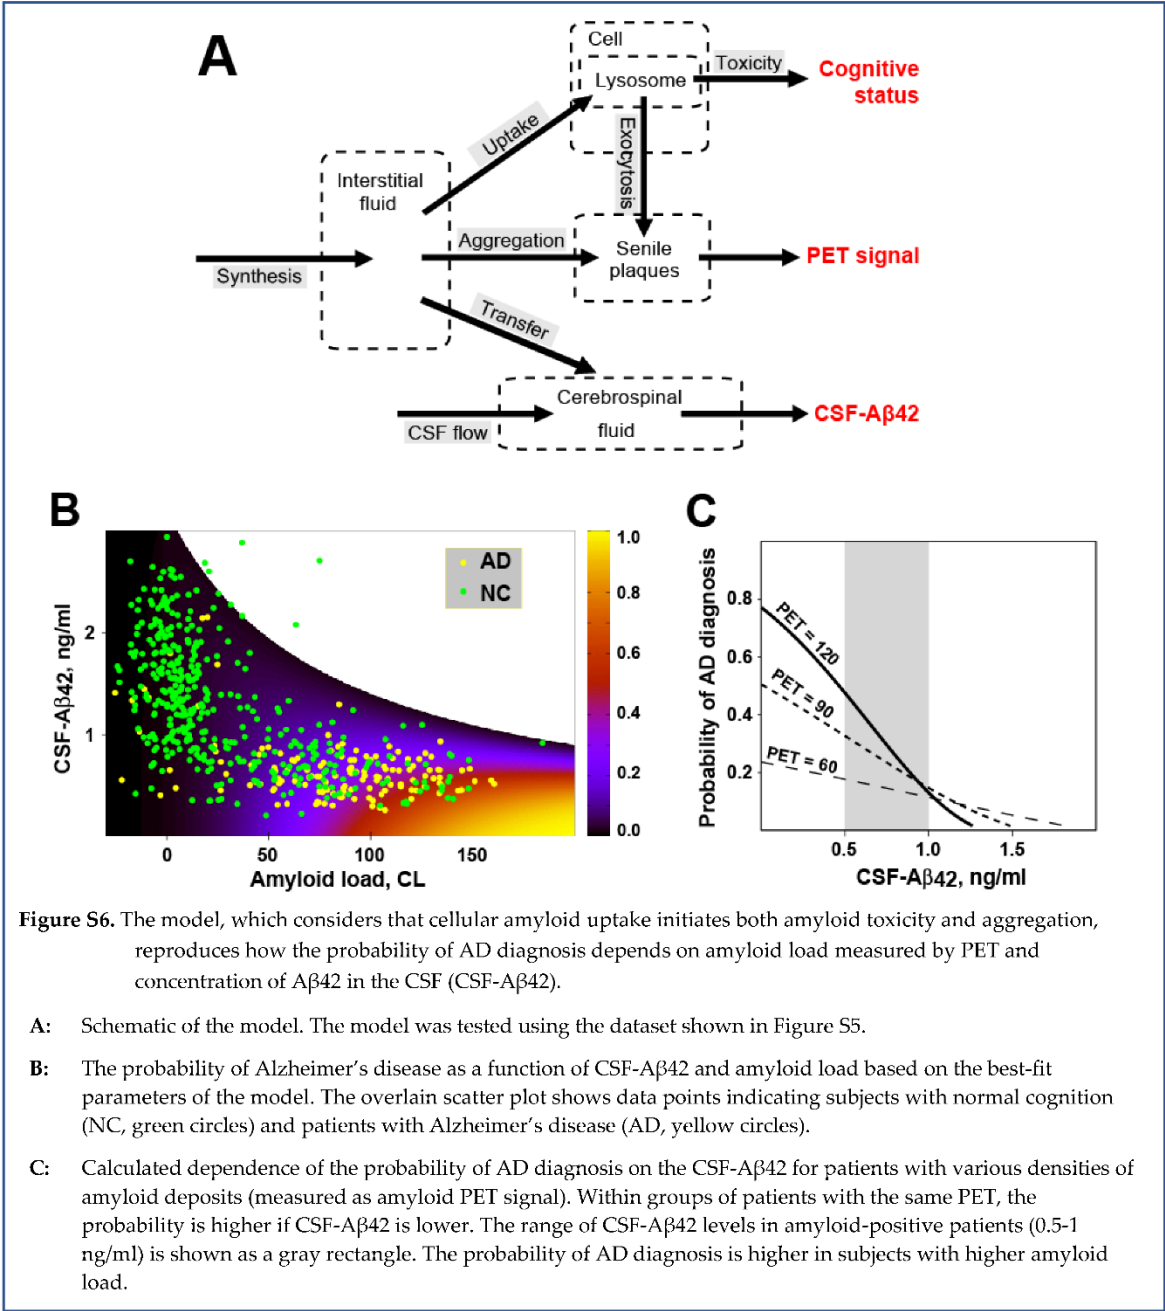 A
Cell
Lysosome
Toxicity
Cognitive
status
Uptake
Exocytosis
Interstitial
fluid
Aggregation
Senile
plaques
PET signal
Synthesis
Transfer
Cerebrospinal
fluid
CSF flow
CSF-Aβ42
B
CSF-Aβ42, ng/ml
2
1
AD
NC
0
50
100
150
Amyloid load, CL
1.0
0.8
0.6
0.4
0.2
0.0
C
Probability of AD diagnosis
0.8
0.6
0.4
0.2
PET = 120
PET = 90
PET = 60
0.5
1.0
1.5
CSF-Aβ42, ng/ml
Figure S6. The model, which considers that cellular amyloid uptake initiates both amyloid toxicity and aggregation,
reproduces how the probability of AD diagnosis depends on amyloid load measured by PET and
concentration of Aβ42 in the CSF (CSF-Aβ42).
A: Schematic of the model. The model was tested using the dataset shown in Figure S5.
B: The probability of Alzheimer’s disease as a function of CSF-Aβ42 and amyloid load based on the best-fit
parameters of the model. The overlain scatter plot shows data points indicating subjects with normal cognition
(NC, green circles) and patients with Alzheimer’s disease (AD, yellow circles).
C: Calculated dependence of the probability of AD diagnosis on the CSF-Aβ42 for patients with various densities of
amyloid deposits (measured as amyloid PET signal). Within groups of patients with the same PET, the
probability is higher if CSF-Aβ42 is lower. The range of CSF-Aβ42 levels in amyloid-positive patients (0.5-1
ng/ml) is shown as a gray rectangle. The probability of AD diagnosis is higher in subjects with higher amyloid
load.